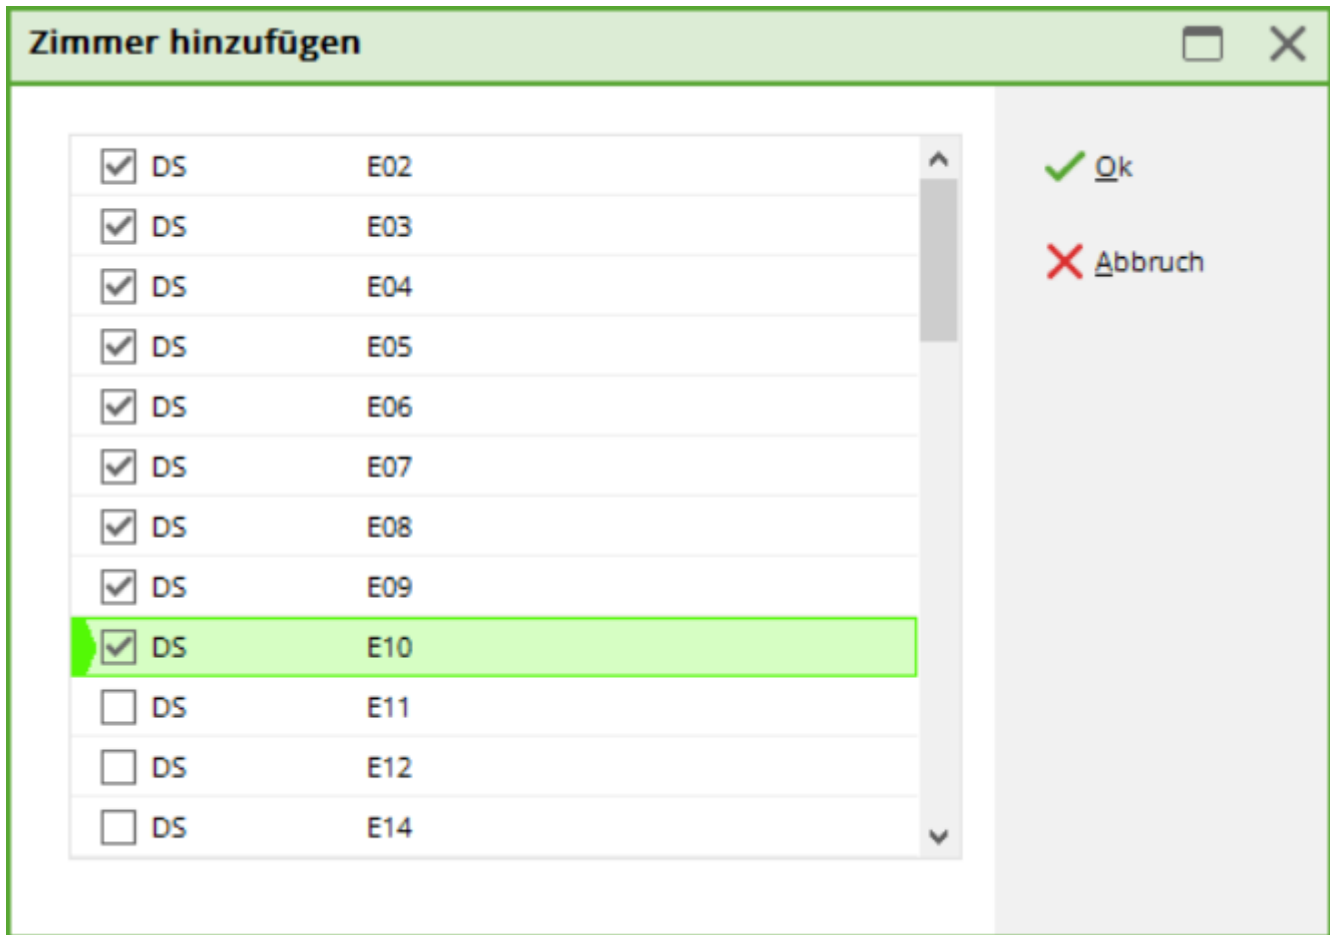 Zimmer hinzufügen
DS E02
DS E03
DS E04
DS E05
DS E06
DS E07
DS E08
DS E09
DS E10
DS E11
DS E12
DS E14
Ok
Abbruch